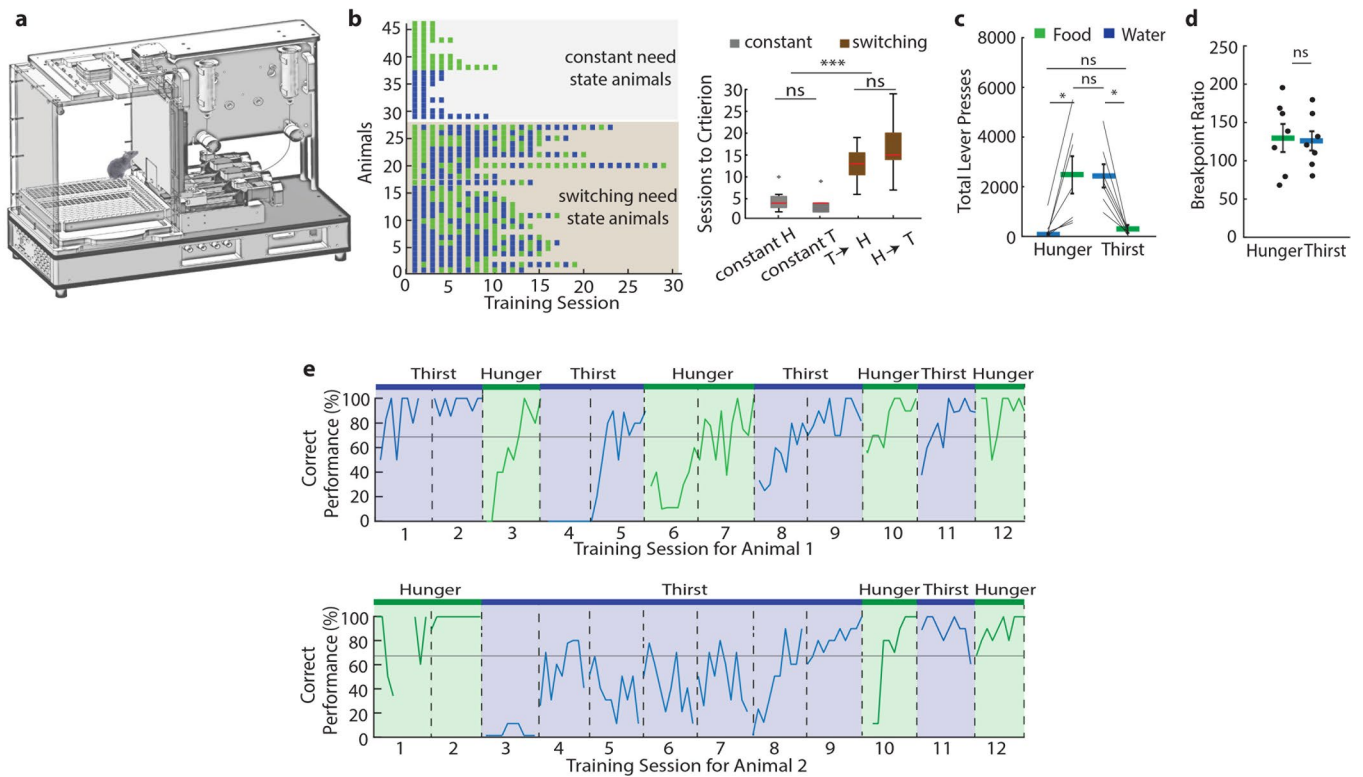 a
b
45
40
35
30
25
20
15
10
5
0
Animals
constant need
state animals
switching need
state animals
0 5 10 15 20 25 30
Training Session
constant switching
***
ns ns
30
25
20
15
10
5
0
Sessions to Crtierion
constant H
constant T
T→ H
H→ T
c
Food Water
8000
6000
4000
2000
0
Total Lever Presses
ns
ns
* *
Hunger Thirst
d
250
200
150
100
50
0
Breakpoint Ratio
ns
HungerThirst
e
Thirst Hunger Thirst Hunger Thirst Hunger Thirst Hunger
Correct
Performance (%)
100
80
60
40
20
0
1 2 3 4 5 6 7 8 9 10 11 12
Training Session for Animal 1
Hunger Thirst Hunger Thirst Hunger
Correct
Performance (%)
100
80
60
40
20
0
1 2 3 4 5 6 7 8 9 10 11 12
Training Session for Animal 2